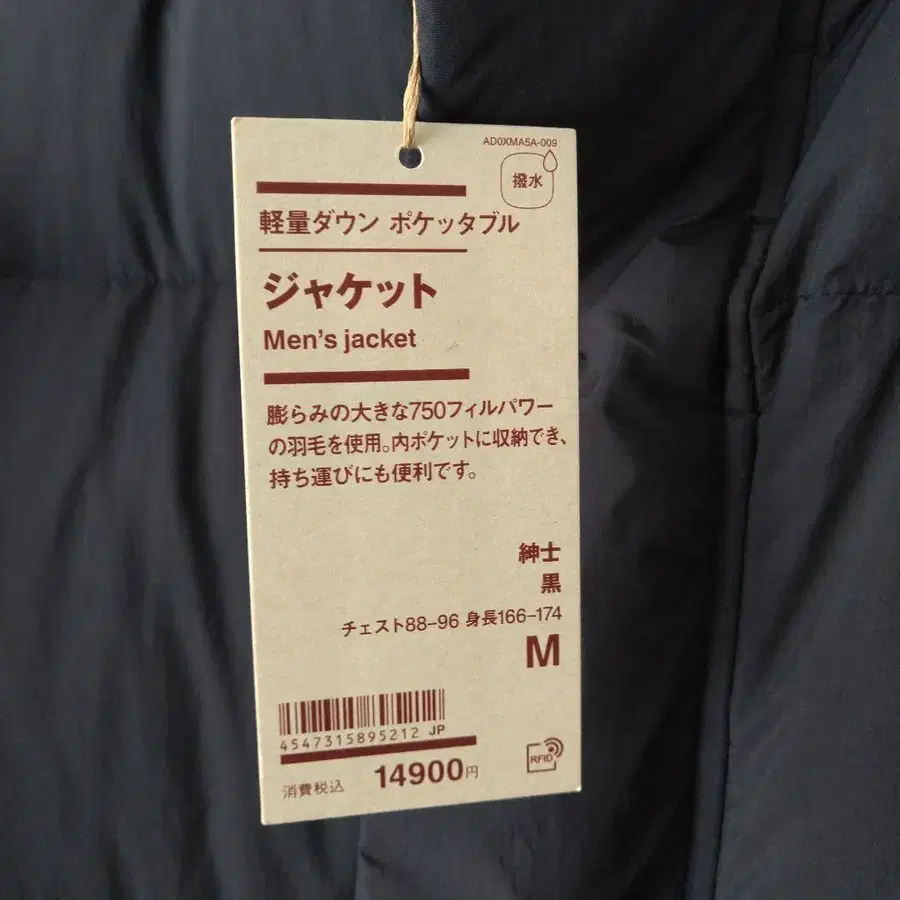 AD0XMA5A-009
撥水
軽量ダウン ポケッタブル
ジャケット
Men's jacket
膨らみの大きな750フィルパワー
の羽毛を使用。内ポケットに収納でき、
持ち運びにも便利です。
紳士
黒
チェスト88-96 身長166-174
M
4547315895212 JP
消費税込 14900円
RFID